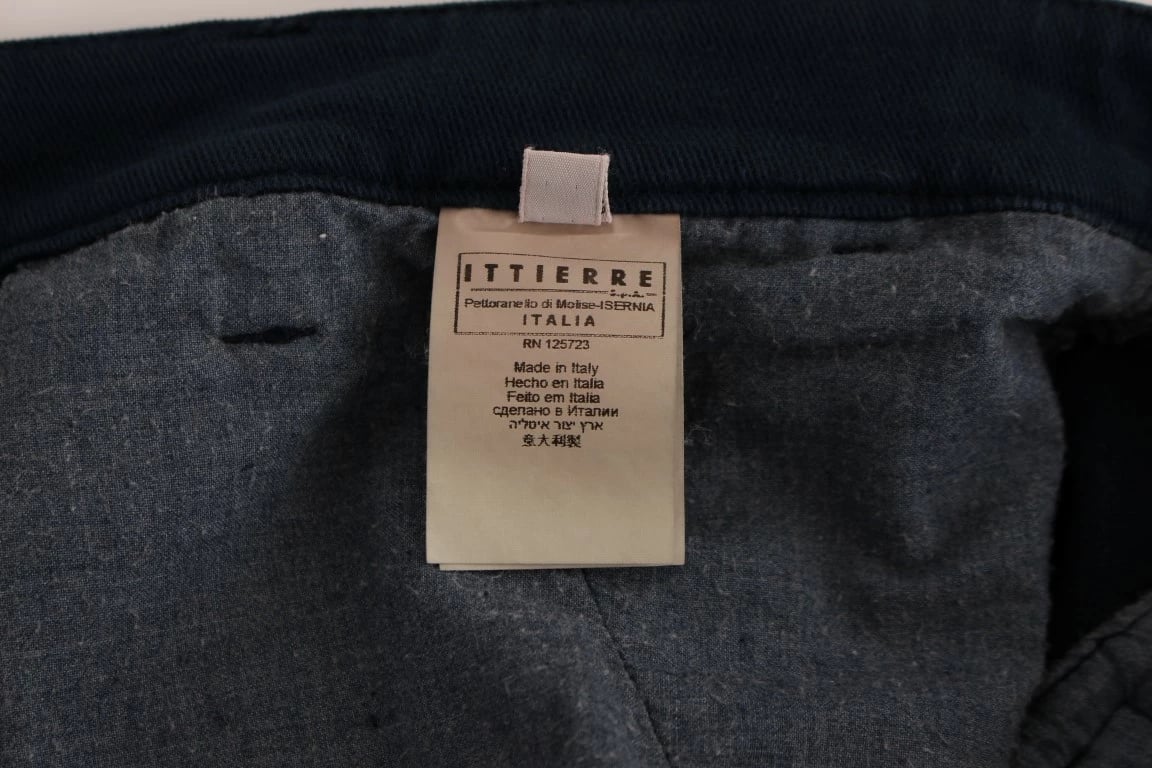 ITTIERRE
S.p.A.
Pettoranello di Molise-ISERNIA
ITALIA
RN 125723
Made in Italy
Hecho en Italia
Feito em Italia
сделано в Италии
ארץ יצור איטליה
意大利製